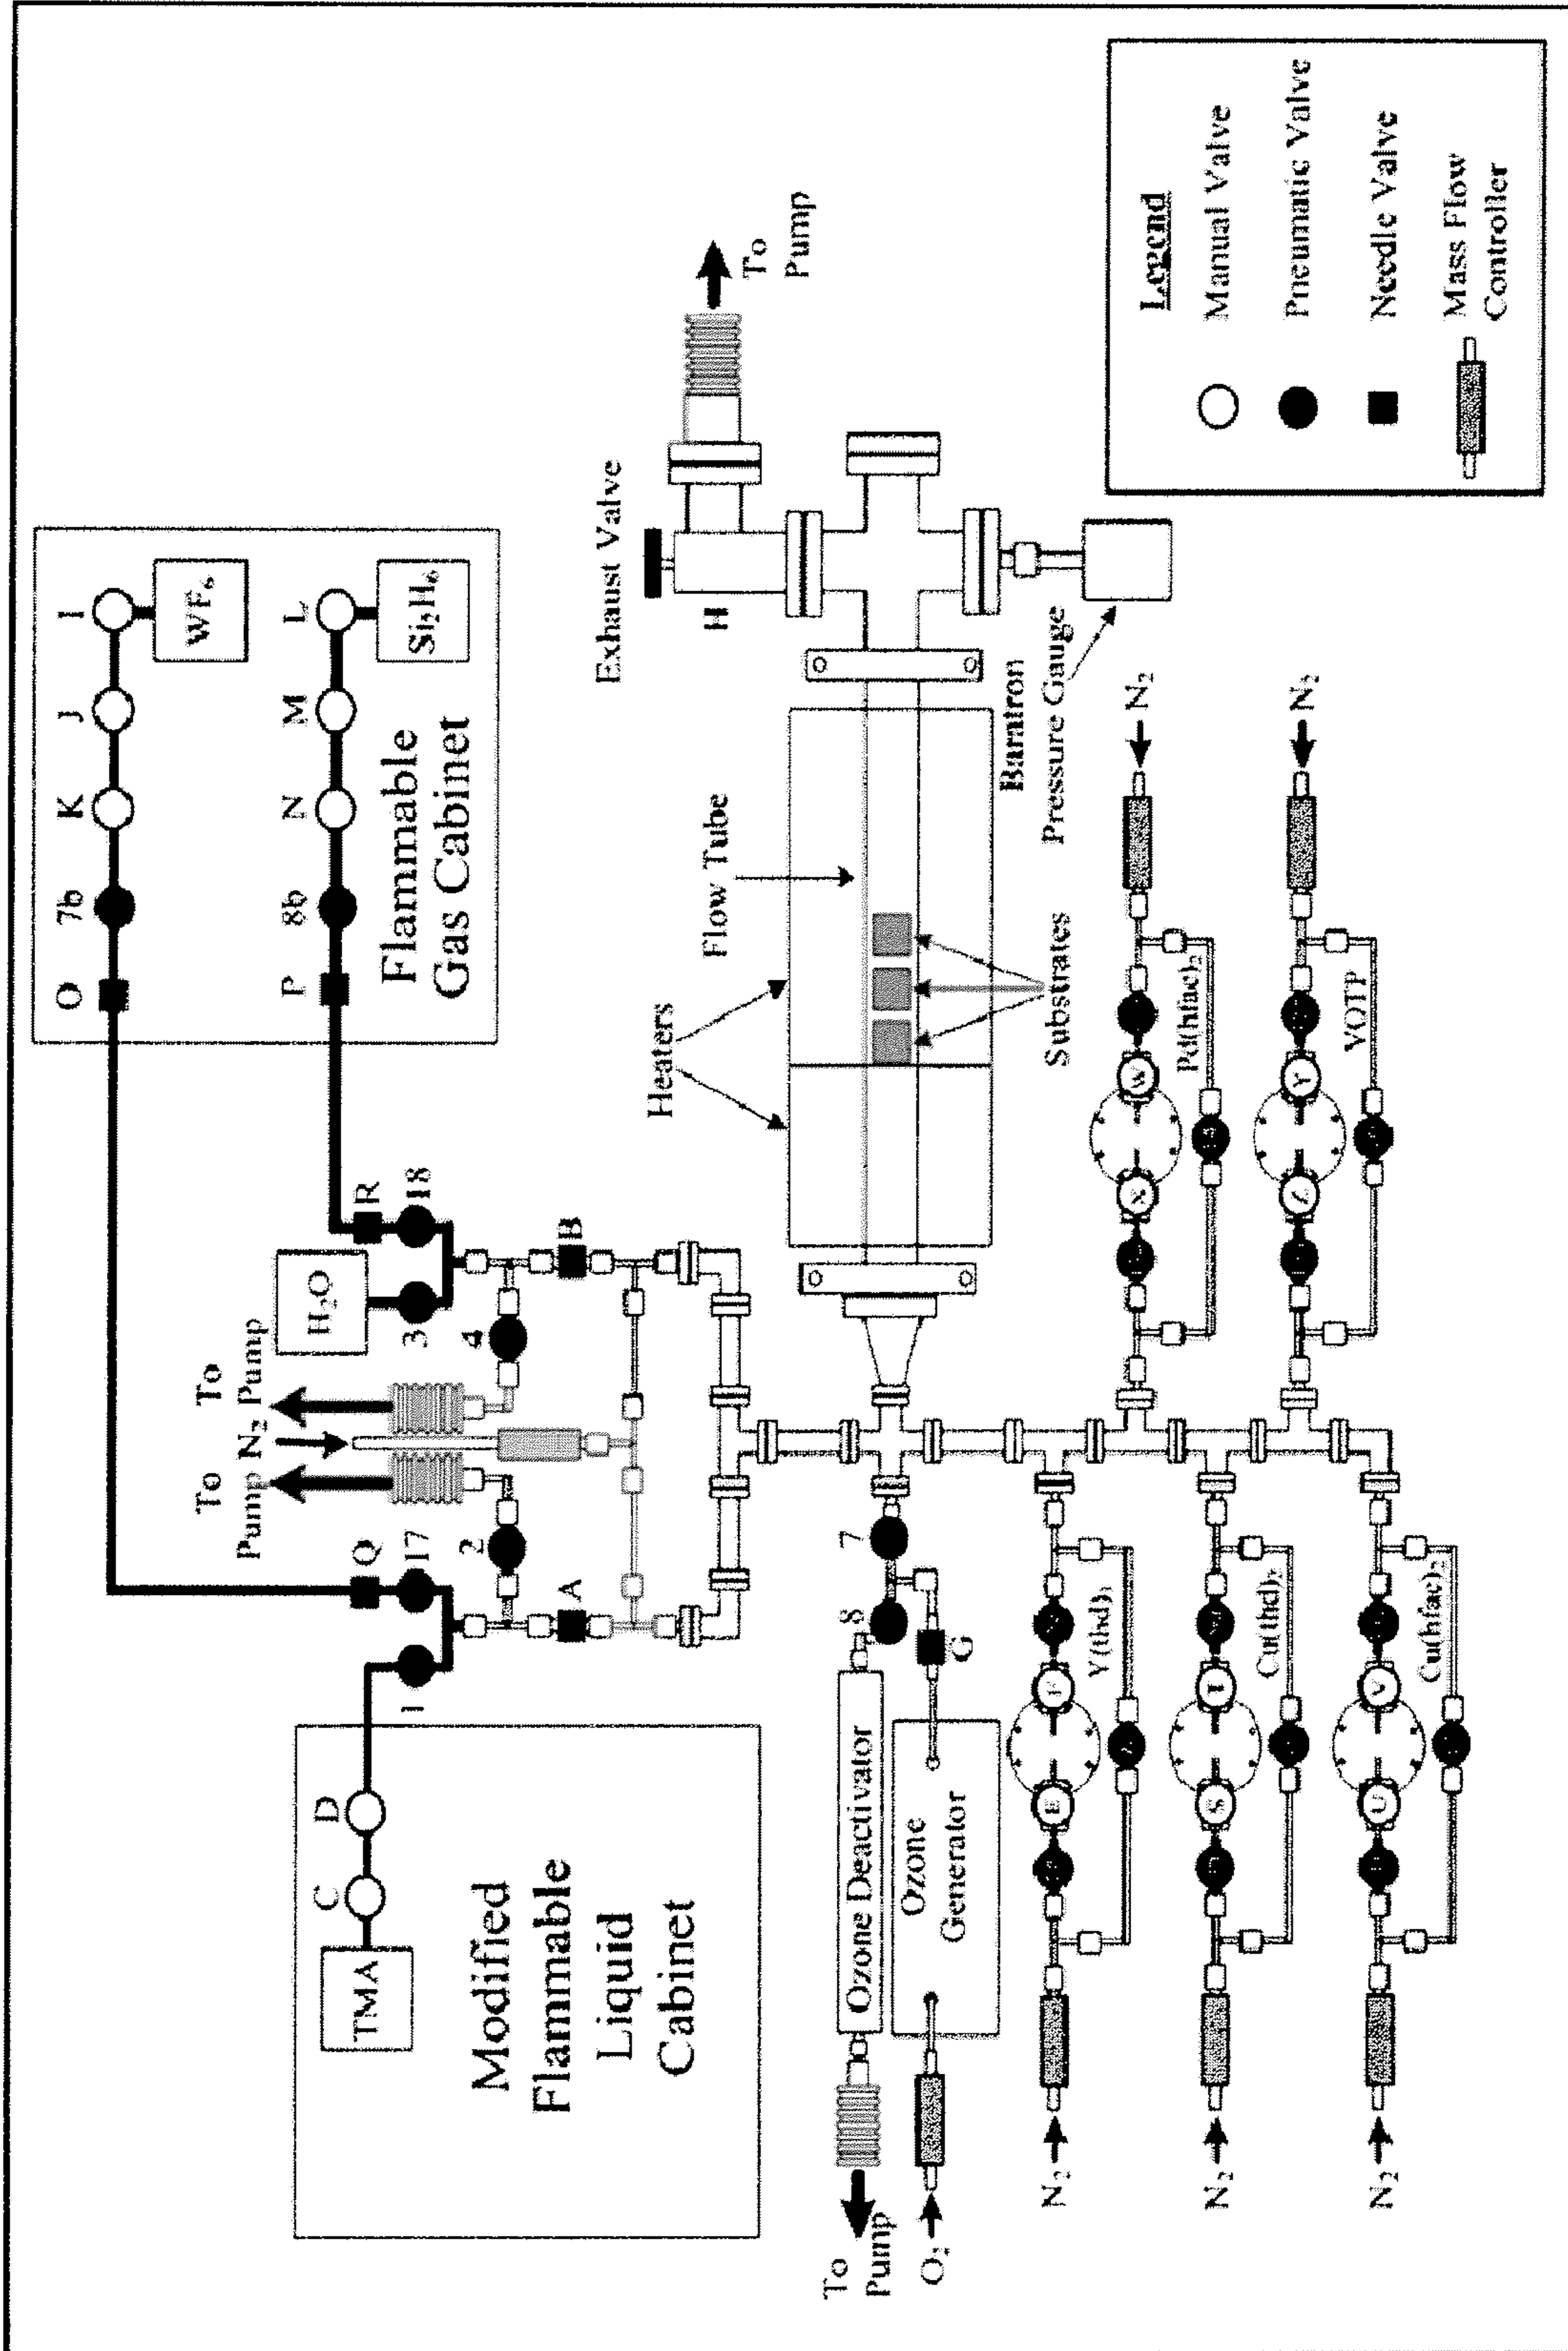 WF6
I
J
K
7b
O
Si2H6
L
M
N
8b
P
Flammable
Gas Cabinet
TMA
C
D
1
Modified
Flammable
Liquid
Cabinet
Q
17
2
A
To
Pump
N2
To
Pump
H2O
3
4
R
18
B
Exhaust Valve
H
To
Pump
Heaters
Flow Tube
Substrates
Baratron
Pressure Gauge
7
8
G
Ozone Deactivator
Ozone
Generator
To
Pump
O2
N2
E
F
Y(thd)3
N2
S
T
Cu(thd)2
N2
U
V
Cu(hfac)2
X
W
Pd(hfac)2
N2
Z
Y
VOTP
N2
Legend
Manual Valve
Pneumatic Valve
Needle Valve
Mass Flow
Controller